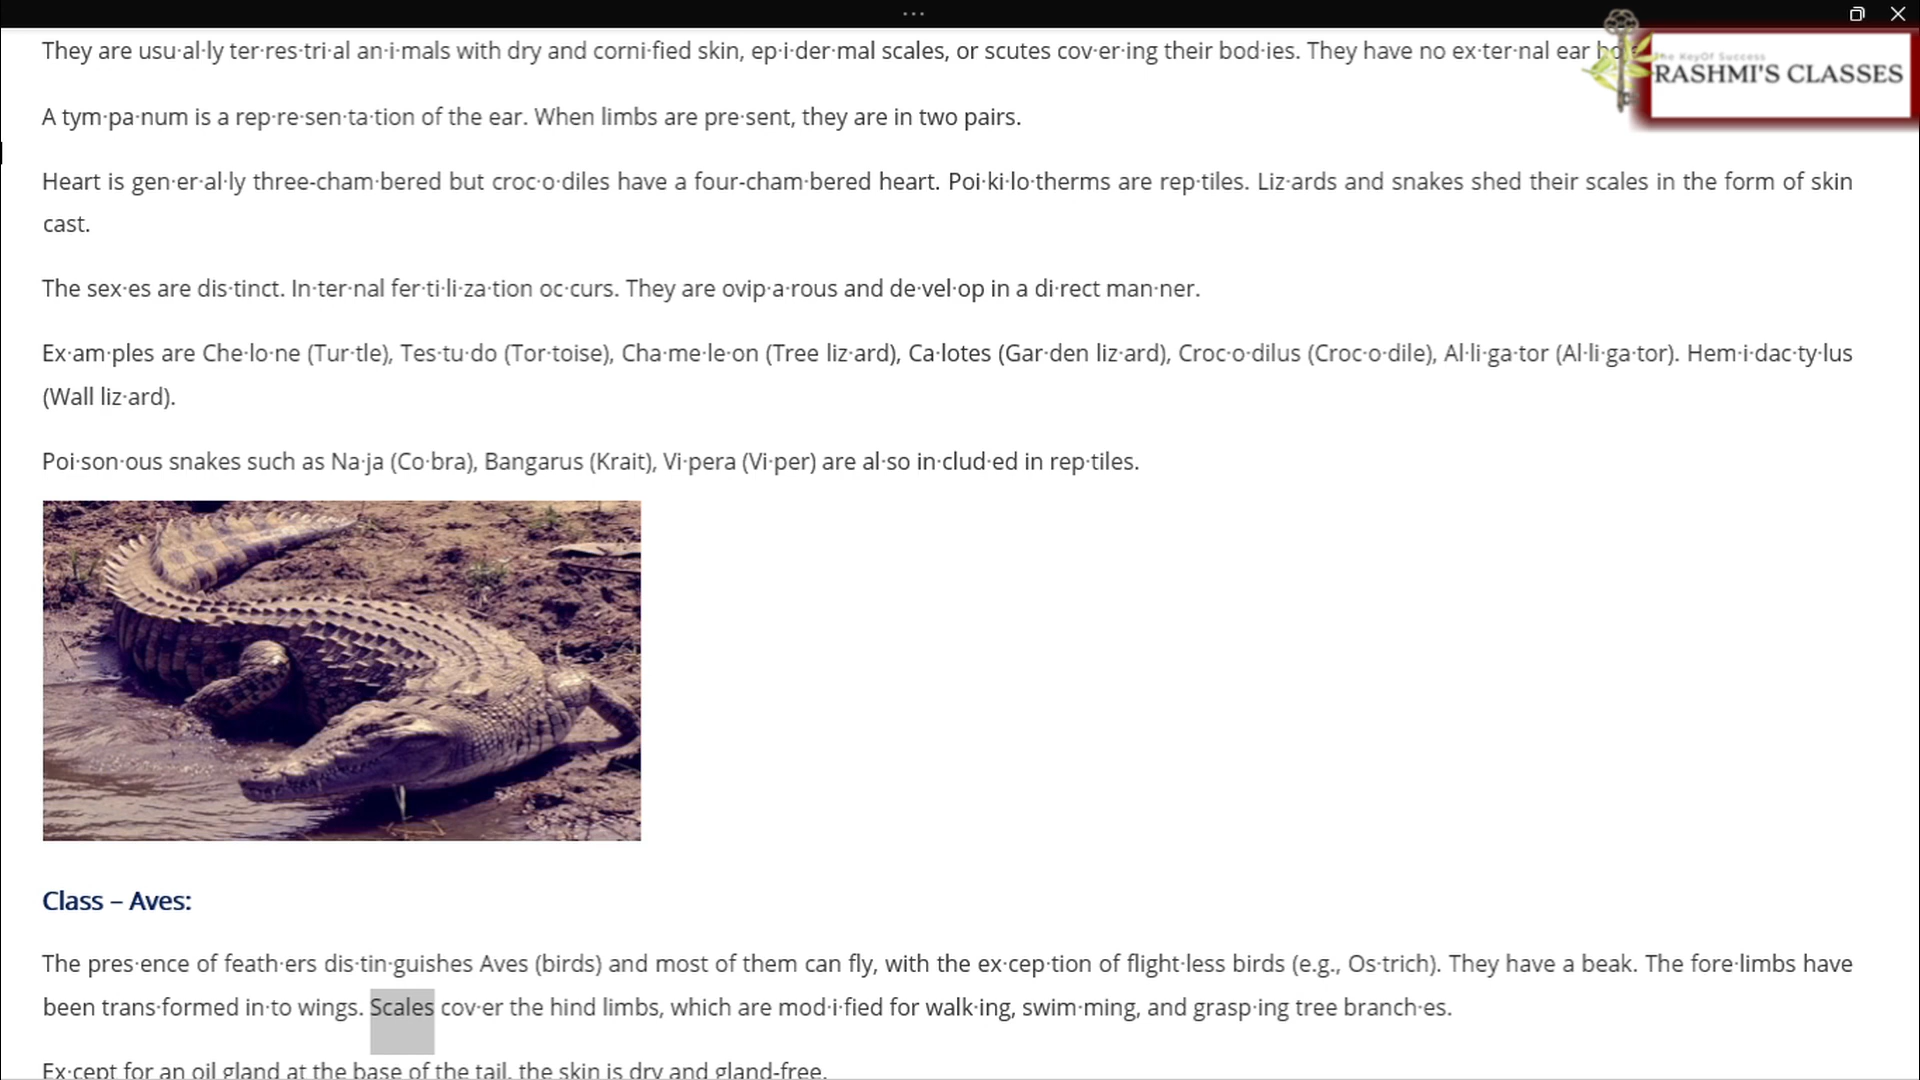 They are usu·al·ly ter·res·tri·al an·i·mals with dry and corni·fied skin, ep·i·der·mal scales, or scutes cov·er·ing their bod·ies. They have no ex·ter·nal ear
The KeyOf Success
RASHMI'S CLASSES
A tym·pa·num is a rep·re·sen·ta·tion of the ear. When limbs are pre·sent, they are in two pairs.
Heart is gen·er·al·ly three-cham·bered but croc·o·diles have a four-cham·bered heart. Poi·ki·lo·therms are rep·tiles. Liz·ards and snakes shed their scales in the form of skin
cast.
The sex·es are dis·tinct. In·ter·nal fer·ti·li·za·tion oc·curs. They are ovip·a·rous and de·vel·op in a di·rect man·ner.
Ex·am·ples are Che·lo·ne (Tur·tle), Tes·tu·do (Tor·toise), Cha·me·le·on (Tree liz·ard), Ca·lotes (Gar·den liz·ard), Croc·o·dilus (Croc·o·dile), Al·li·ga·tor (Al·li·ga·tor). Hem·i·dac·ty·lus
(Wall liz·ard).
Poi·son·ous snakes such as Na·ja (Co·bra), Bangarus (Krait), Vi·pera (Vi·per) are al·so in·clud·ed in rep·tiles.
Class – Aves:
The pres·ence of feath·ers dis·tin·guishes Aves (birds) and most of them can fly, with the ex·cep·tion of flight·less birds (e.g., Os·trich). They have a beak. The fore·limbs have
been trans·formed in·to wings. Scales cov·er the hind limbs, which are mod·i·fied for walk·ing, swim·ming, and grasp·ing tree branch·es.
Ex·cept for an oil gland at the base of the tail, the skin is dry and gland-free.